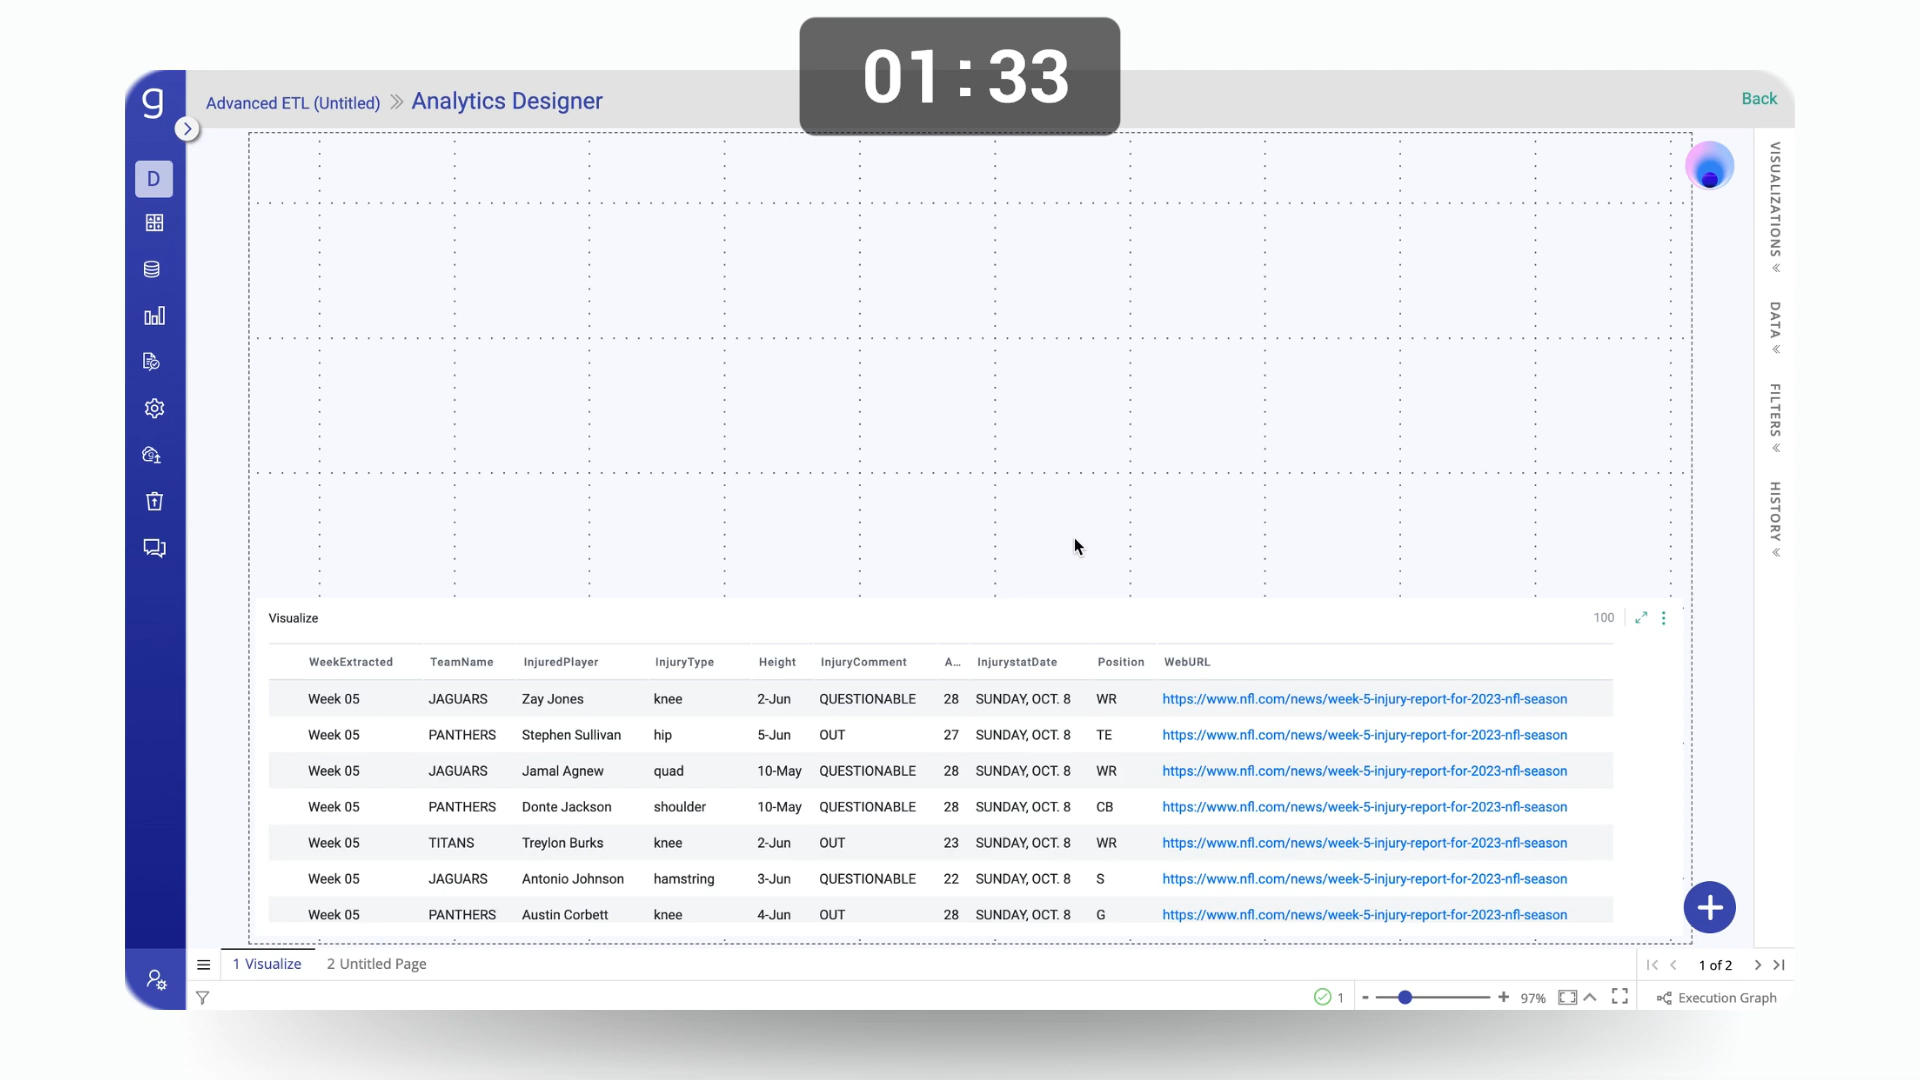 01:33
g
Advanced ETL (Untitled) Analytics Designer
Back
D
VISUALIZATIONS
DATA
FILTERS
HISTORY
Visualize
100
WeekExtracted TeamName InjuredPlayer InjuryType Height InjuryComment A... InjurystatDate Position WebURL
Week 05 JAGUARS Zay Jones knee 2-Jun QUESTIONABLE 28 SUNDAY, OCT. 8 WR https://www.nfl.com/news/week-5-injury-report-for-2023-nfl-season
Week 05 PANTHERS Stephen Sullivan hip 5-Jun OUT 27 SUNDAY, OCT. 8 TE https://www.nfl.com/news/week-5-injury-report-for-2023-nfl-season
Week 05 JAGUARS Jamal Agnew quad 10-May QUESTIONABLE 28 SUNDAY, OCT. 8 WR https://www.nfl.com/news/week-5-injury-report-for-2023-nfl-season
Week 05 PANTHERS Donte Jackson shoulder 10-May QUESTIONABLE 28 SUNDAY, OCT. 8 CB https://www.nfl.com/news/week-5-injury-report-for-2023-nfl-season
Week 05 TITANS Treylon Burks knee 2-Jun OUT 23 SUNDAY, OCT. 8 WR https://www.nfl.com/news/week-5-injury-report-for-2023-nfl-season
Week 05 JAGUARS Antonio Johnson hamstring 3-Jun QUESTIONABLE 22 SUNDAY, OCT. 8 S https://www.nfl.com/news/week-5-injury-report-for-2023-nfl-season
Week 05 PANTHERS Austin Corbett knee 4-Jun OUT 28 SUNDAY, OCT. 8 G https://www.nfl.com/news/week-5-injury-report-for-2023-nfl-season
1 Visualize 2 Untitled Page
1 of 2
1
97%
Execution Graph